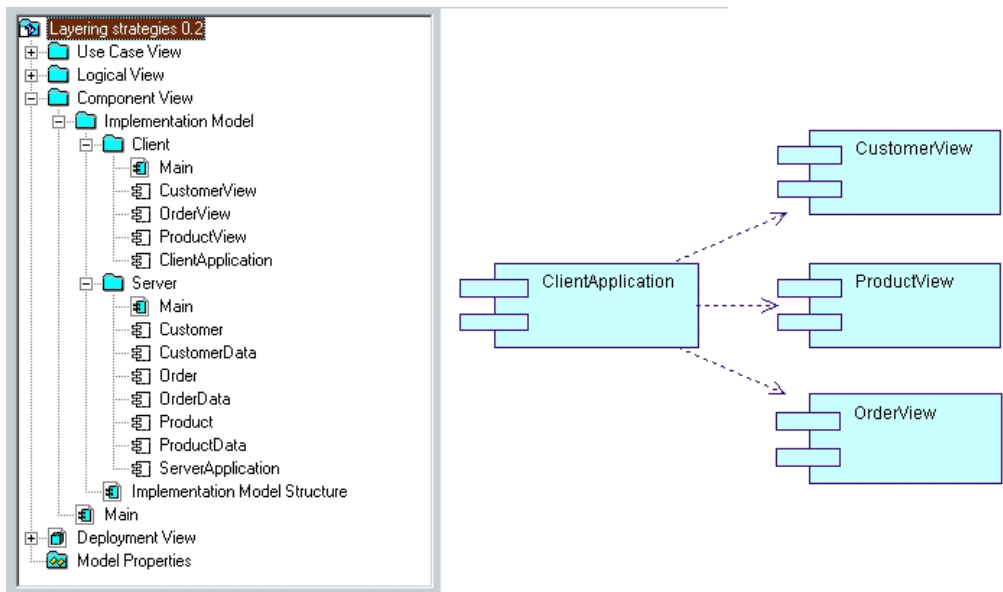 Layering strategies 0.2
Use Case View
Logical View
Component View
Implementation Model
Client
Main
CustomerView
OrderView
ProductView
ClientApplication
Server
Main
Customer
CustomerData
Order
OrderData
Product
ProductData
ServerApplication
Implementation Model Structure
Main
Deployment View
Model Properties
CustomerView
ClientApplication
ProductView
OrderView